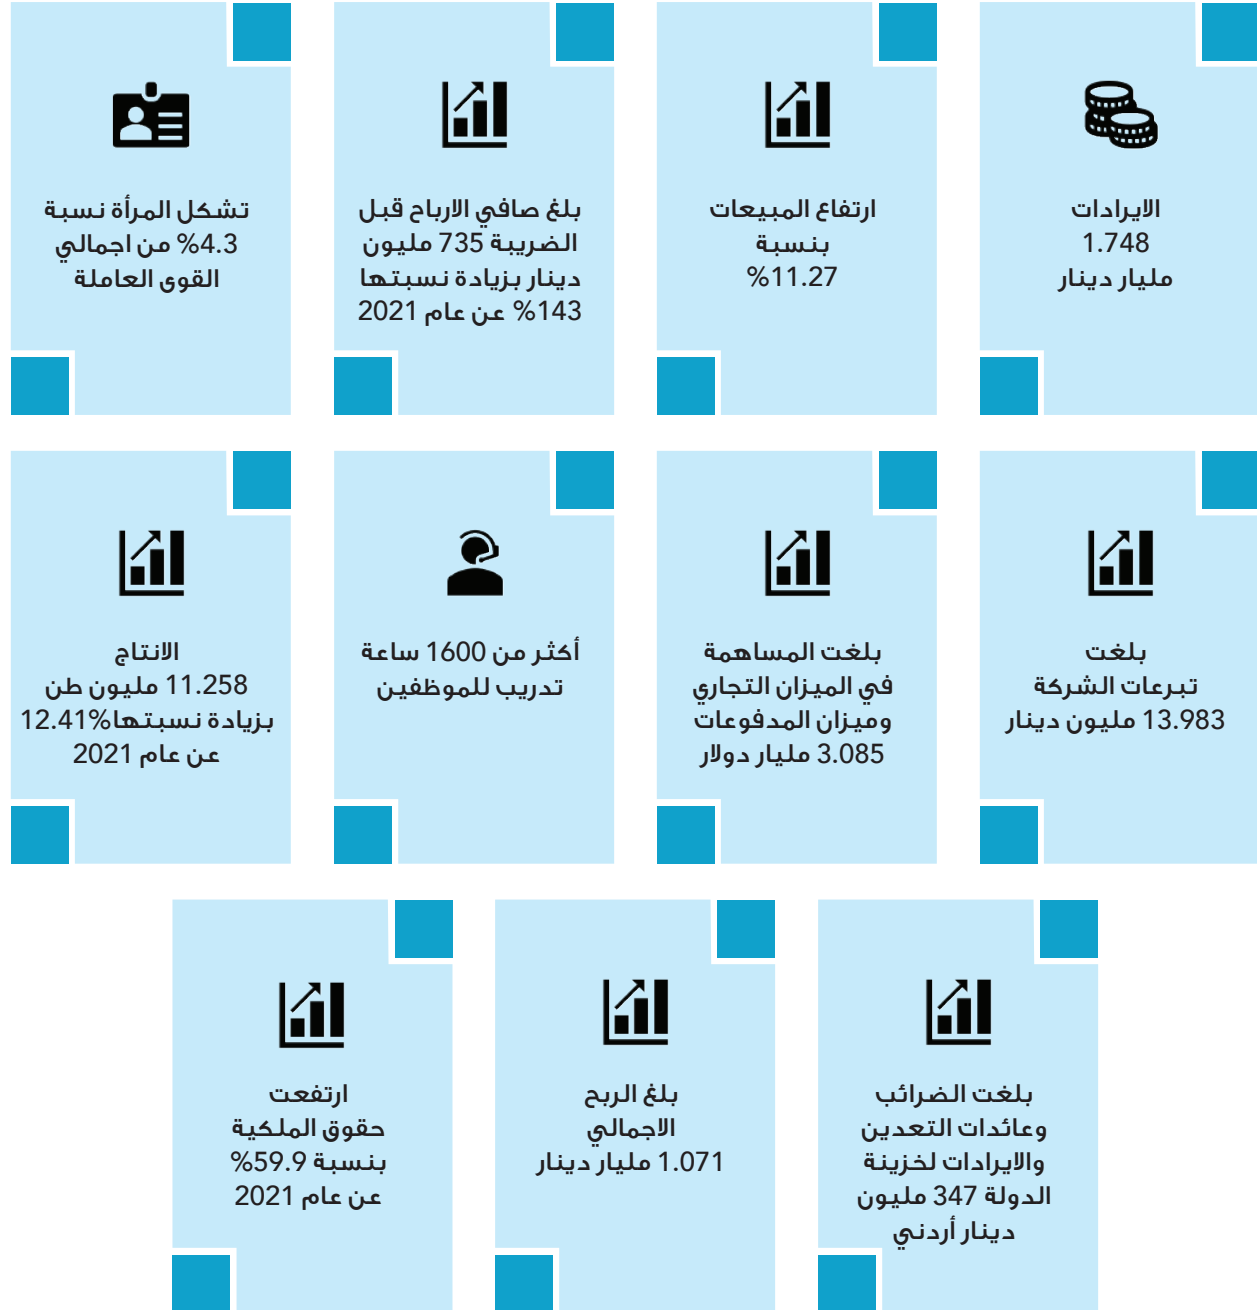 الايرادات
1.748
مليار دينار
ارتفاع المبيعات
بنسبة
%11.27
بلغ صافي الارباح قبل
الضريبة 735 مليون
دينار بزيادة نسبتها
143% عن عام 2021
تشكل المرأة نسبة
4.3% من اجمالي
القوى العاملة
بلغت
تبرعات الشركة
13.983 مليون دينار
بلغت المساهمة
في الميزان التجاري
وميزان المدفوعات
3.085 مليار دولار
أكثر من 1600 ساعة
تدريب للموظفين
الانتاج
11.258 مليون طن
بزيادة نسبتها%12.41
عن عام 2021
بلغت الضرائب
وعائدات التعدين
والايرادات لخزينة
الدولة 347 مليون
دينار أردني
بلغ الربح
الاجمالي
1.071 مليار دينار
ارتفعت
حقوق الملكية
بنسبة 59.9%
عن عام 2021